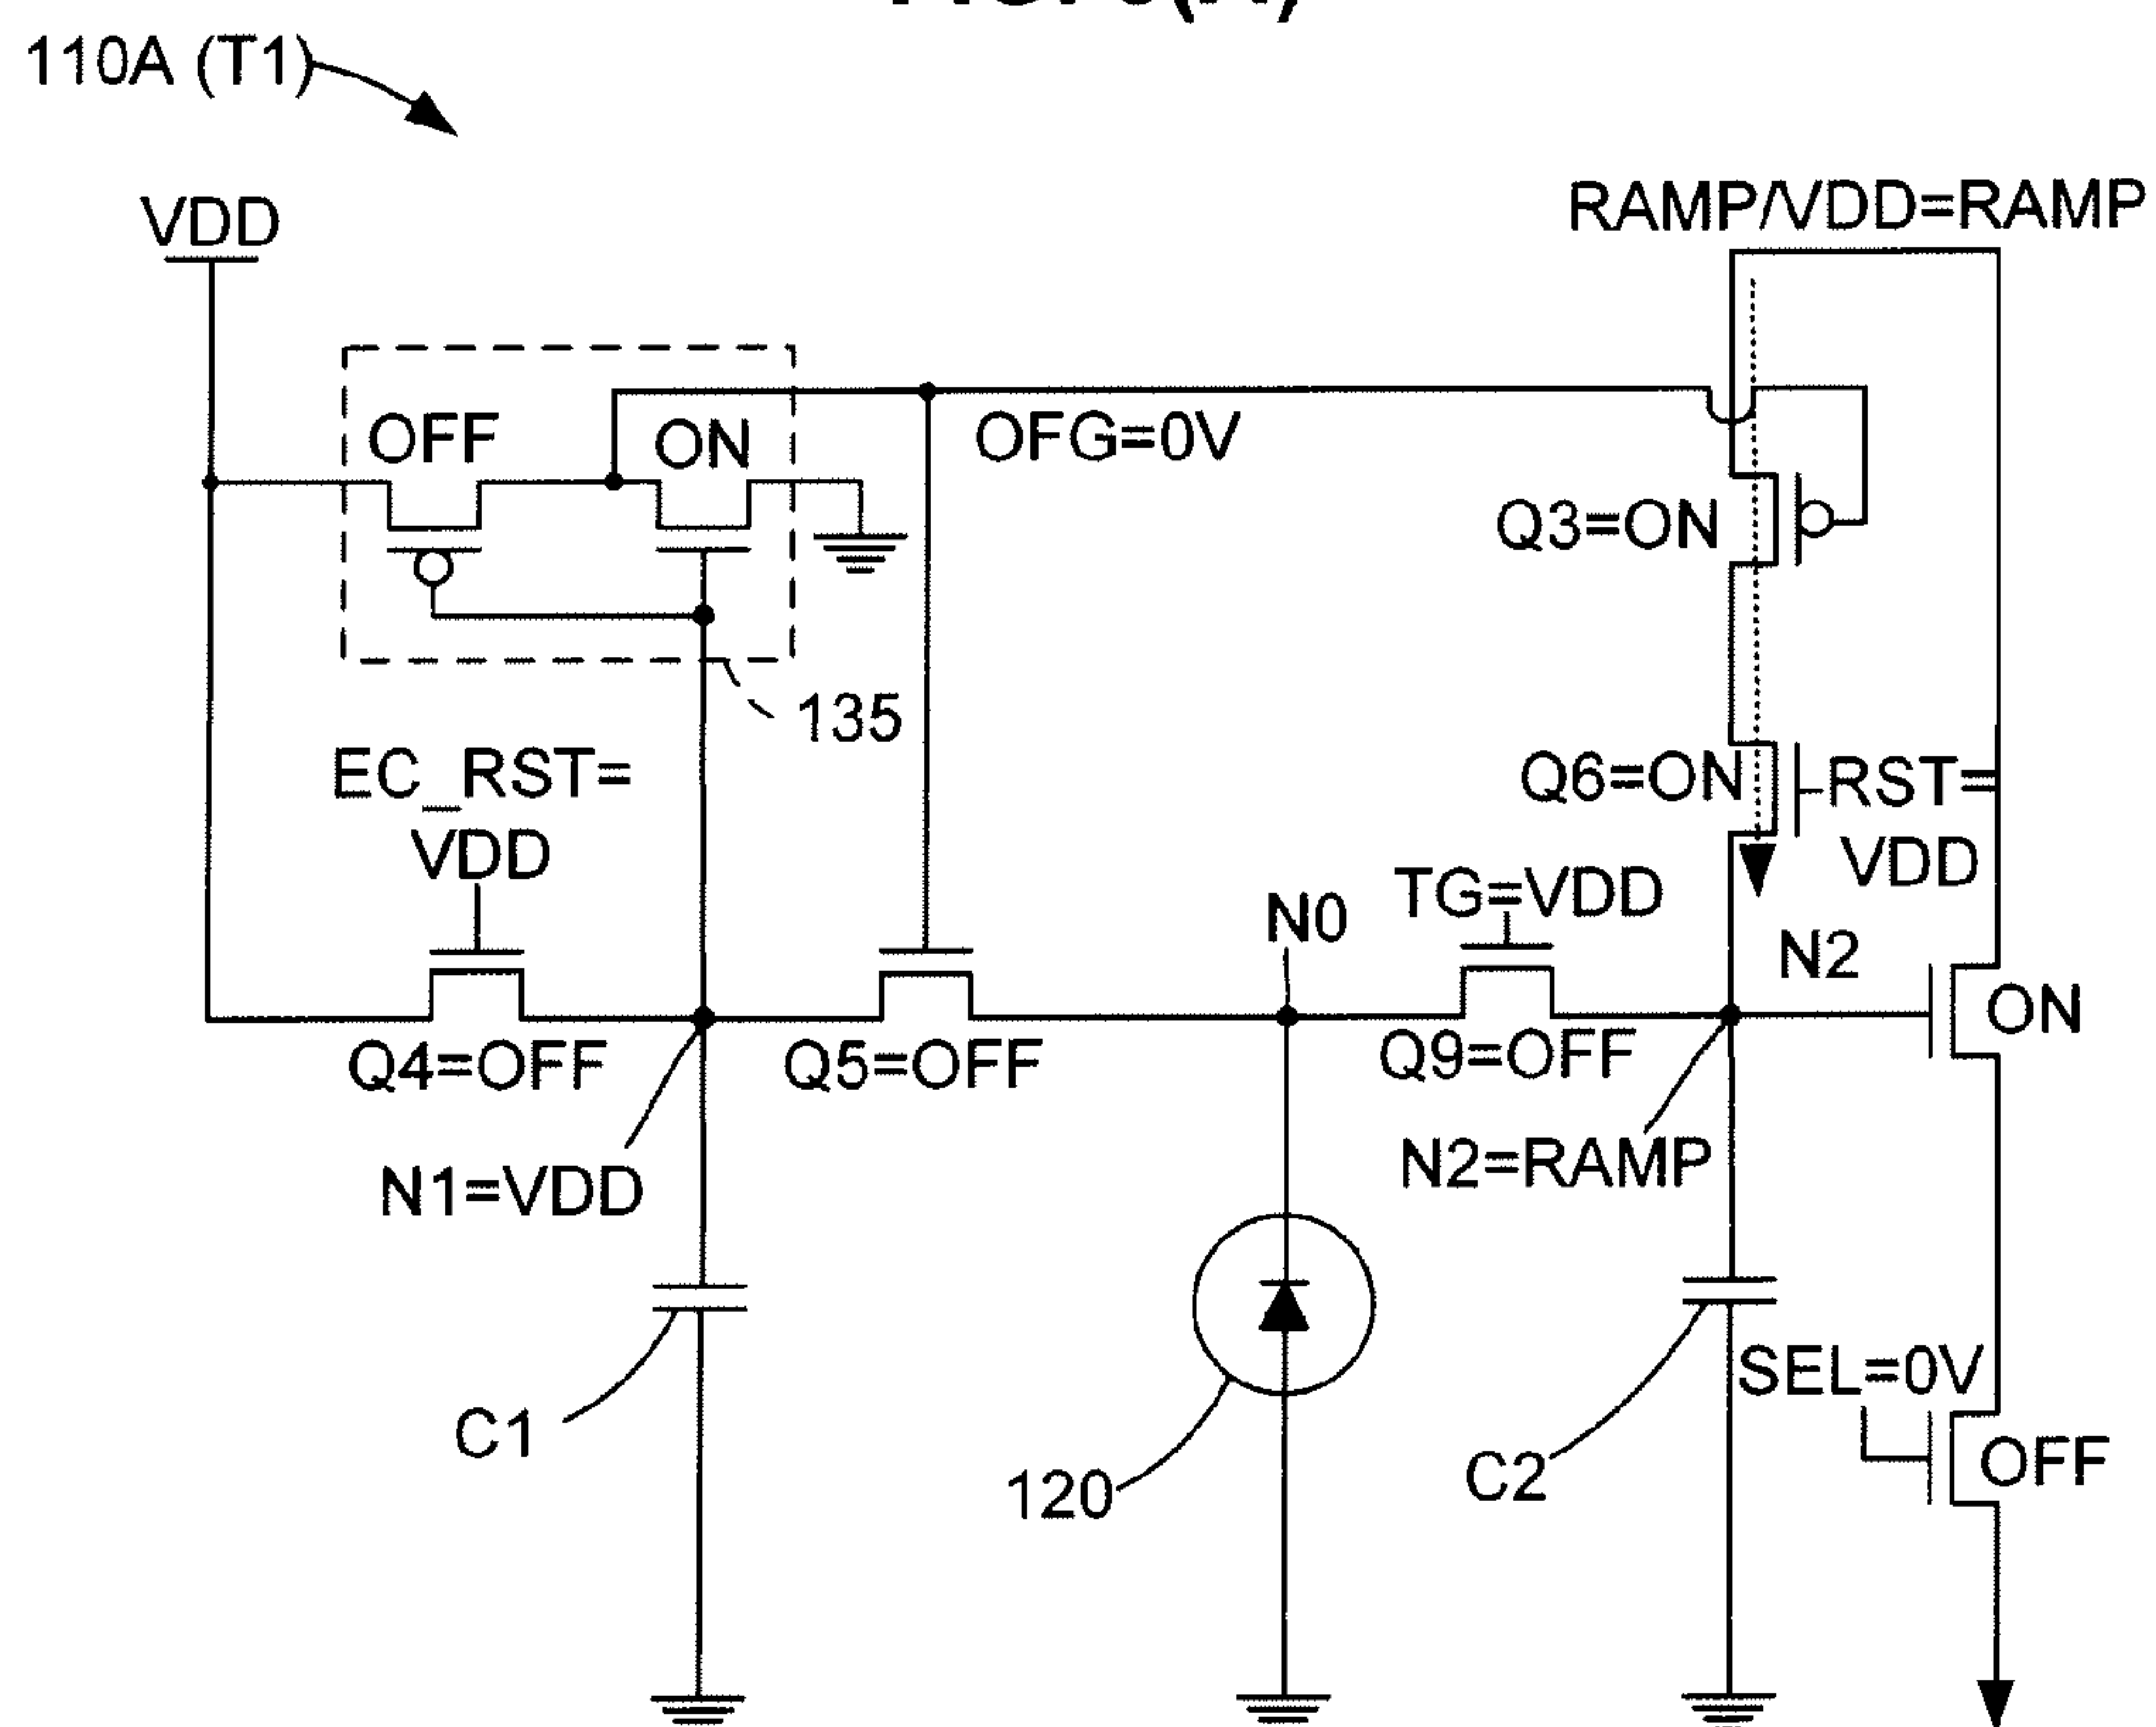 110A (T1)
VDD
RAMP/VDD=RAMP
OFF
ON
OFG=0V
Q3=ON
135
EC_RST=
VDD
Q6=ON
RST=
VDD
TG=VDD
N0
N2
ON
Q4=OFF
Q5=OFF
Q9=OFF
N1=VDD
N2=RAMP
SEL=0V
C1
120
C2
OFF